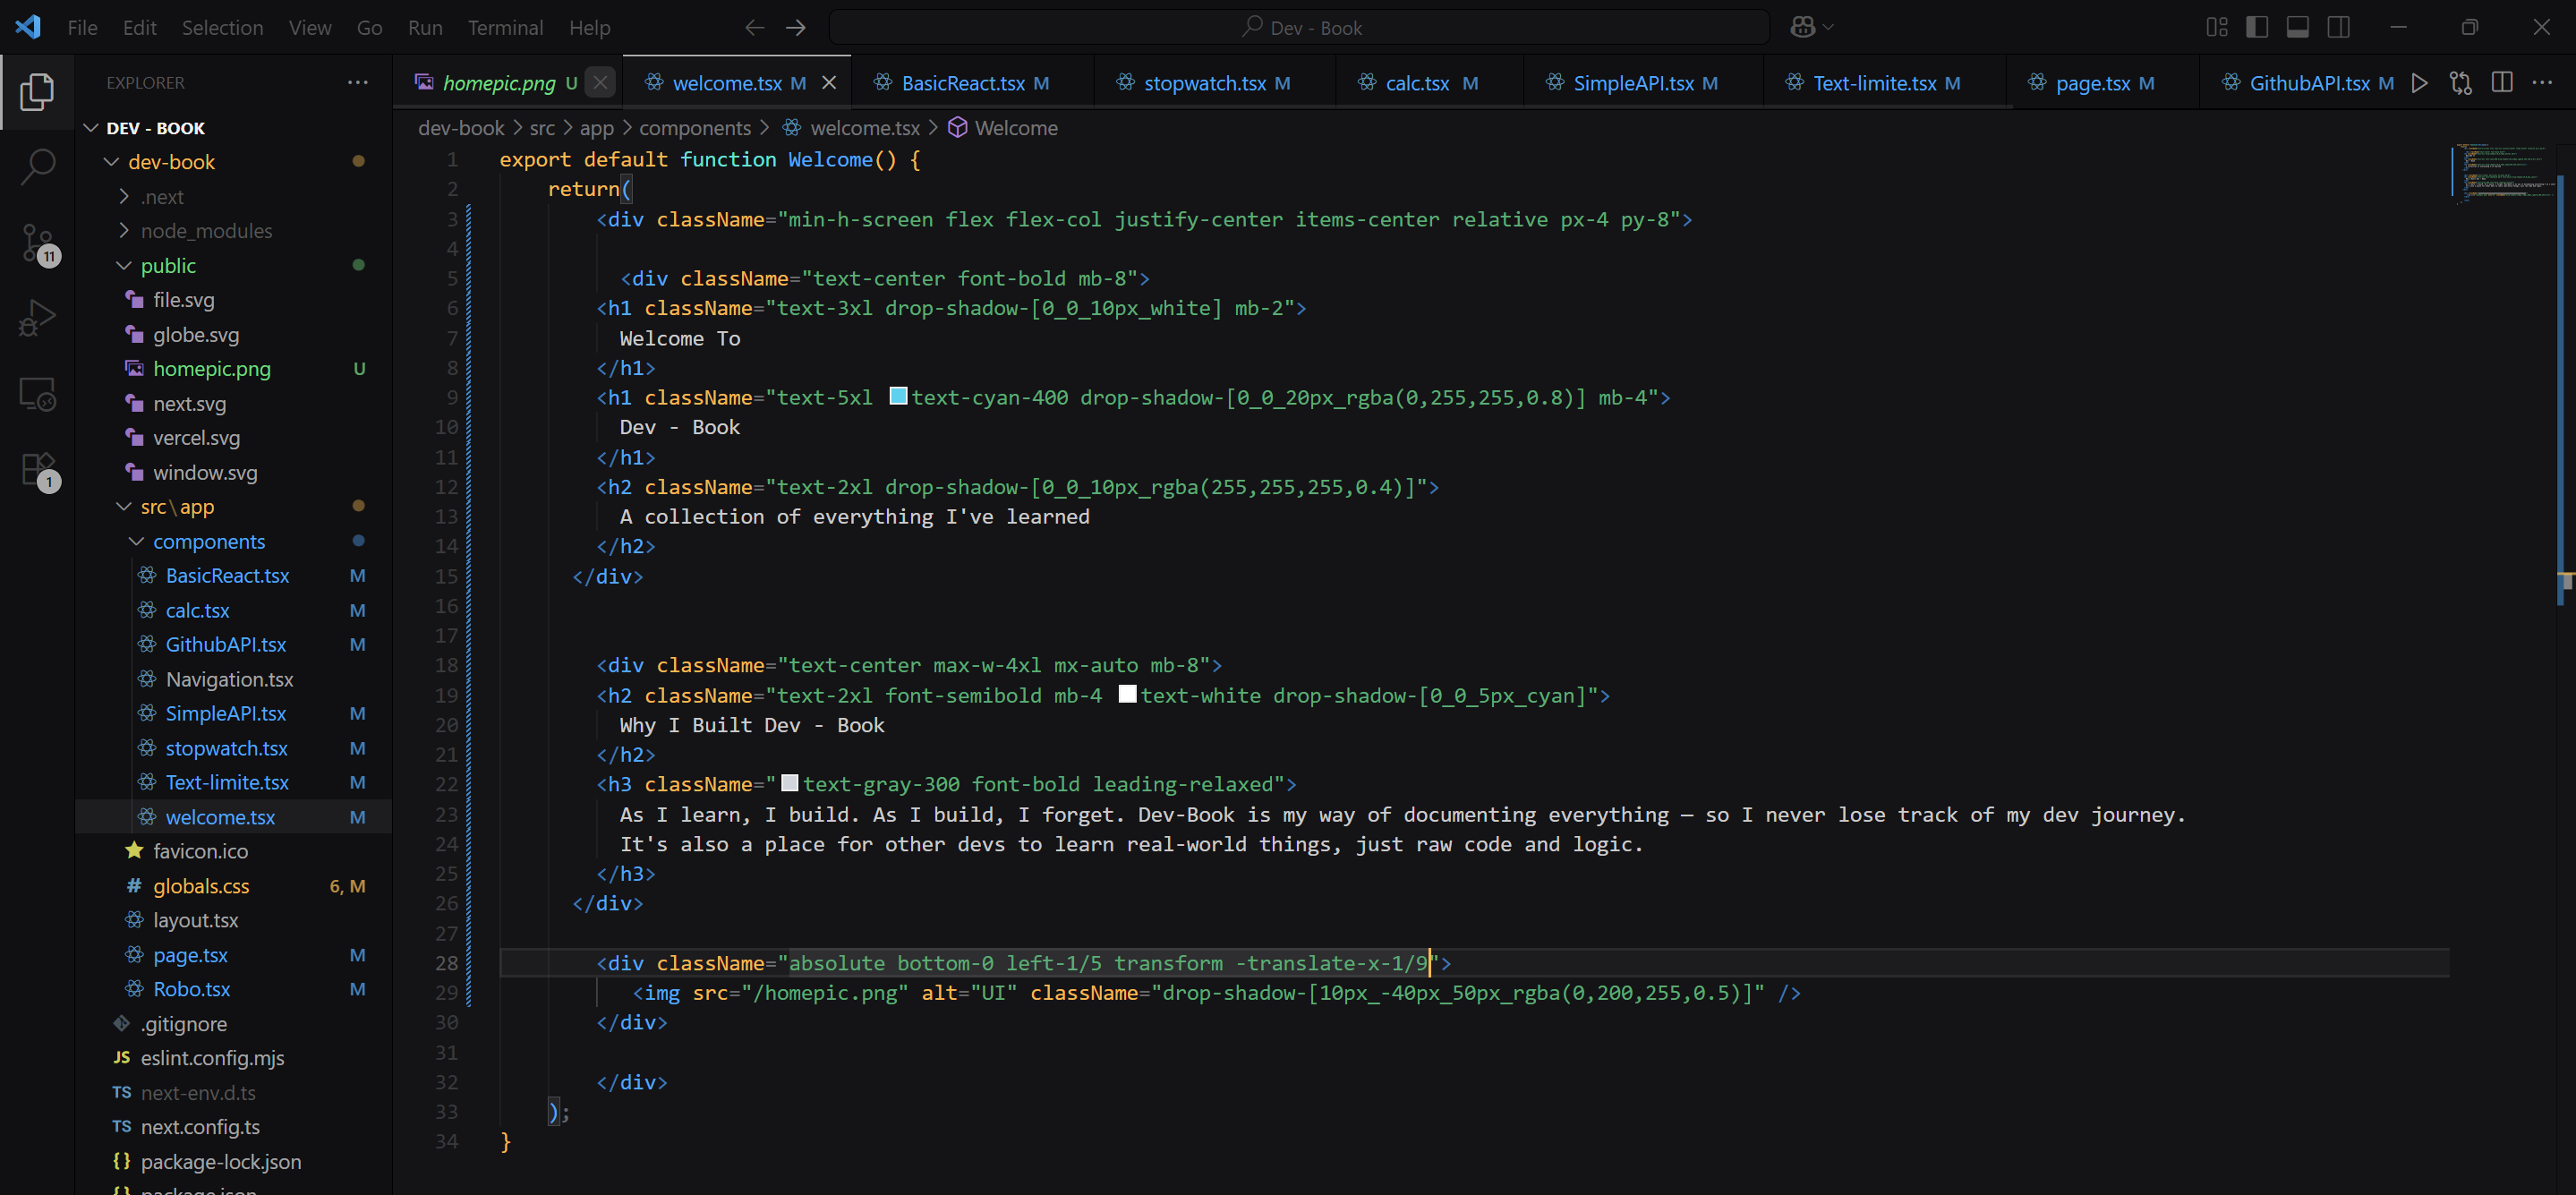 File Edit Selection View Go Run Terminal Help
Dev - Book
EXPLORER
homepic.png U
welcome.tsx M
BasicReact.tsx M
stopwatch.tsx M
calc.tsx M
SimpleAPI.tsx M
Text-limite.tsx M
page.tsx M
GithubAPI.tsx M
dev-book > src > app > components > welcome.tsx > Welcome
DEV - BOOK
dev-book
.next
node_modules
public
file.svg
globe.svg
homepic.png U
next.svg
vercel.svg
window.svg
src\app
components
BasicReact.tsx M
calc.tsx M
GithubAPI.tsx M
Navigation.tsx
SimpleAPI.tsx M
stopwatch.tsx M
Text-limite.tsx M
welcome.tsx M
favicon.ico
# globals.css 6, M
layout.tsx
page.tsx M
Robo.tsx M
.gitignore
JS eslint.config.mjs
TS next-env.d.ts
TS next.config.ts
{} package-lock.json
{} package.json
11
1
1 export default function Welcome() {
2 return(
3 <div className="min-h-screen flex flex-col justify-center items-center relative px-4 py-8">
4
5 <div className="text-center font-bold mb-8">
6 <h1 className="text-3xl drop-shadow-[0_0_10px_white] mb-2">
7 Welcome To
8 </h1>
9 <h1 className="text-5xl text-cyan-400 drop-shadow-[0_0_20px_rgba(0,255,255,0.8)] mb-4">
10 Dev - Book
11 </h1>
12 <h2 className="text-2xl drop-shadow-[0_0_10px_rgba(255,255,255,0.4)]">
13 A collection of everything I've learned
14 </h2>
15 </div>
16
17
18 <div className="text-center max-w-4xl mx-auto mb-8">
19 <h2 className="text-2xl font-semibold mb-4 text-white drop-shadow-[0_0_5px_cyan]">
20 Why I Built Dev - Book
21 </h2>
22 <h3 className="text-gray-300 font-bold leading-relaxed">
23 As I learn, I build. As I build, I forget. Dev-Book is my way of documenting everything — so I never lose track of my dev journey.
24 It's also a place for other devs to learn real-world things, just raw code and logic.
25 </h3>
26 </div>
27
28 <div className="absolute bottom-0 left-1/5 transform -translate-x-1/9">
29 <img src="/homepic.png" alt="UI" className="drop-shadow-[10px_-40px_50px_rgba(0,200,255,0.5)]" />
30 </div>
31
32 </div>
33 );
34 }